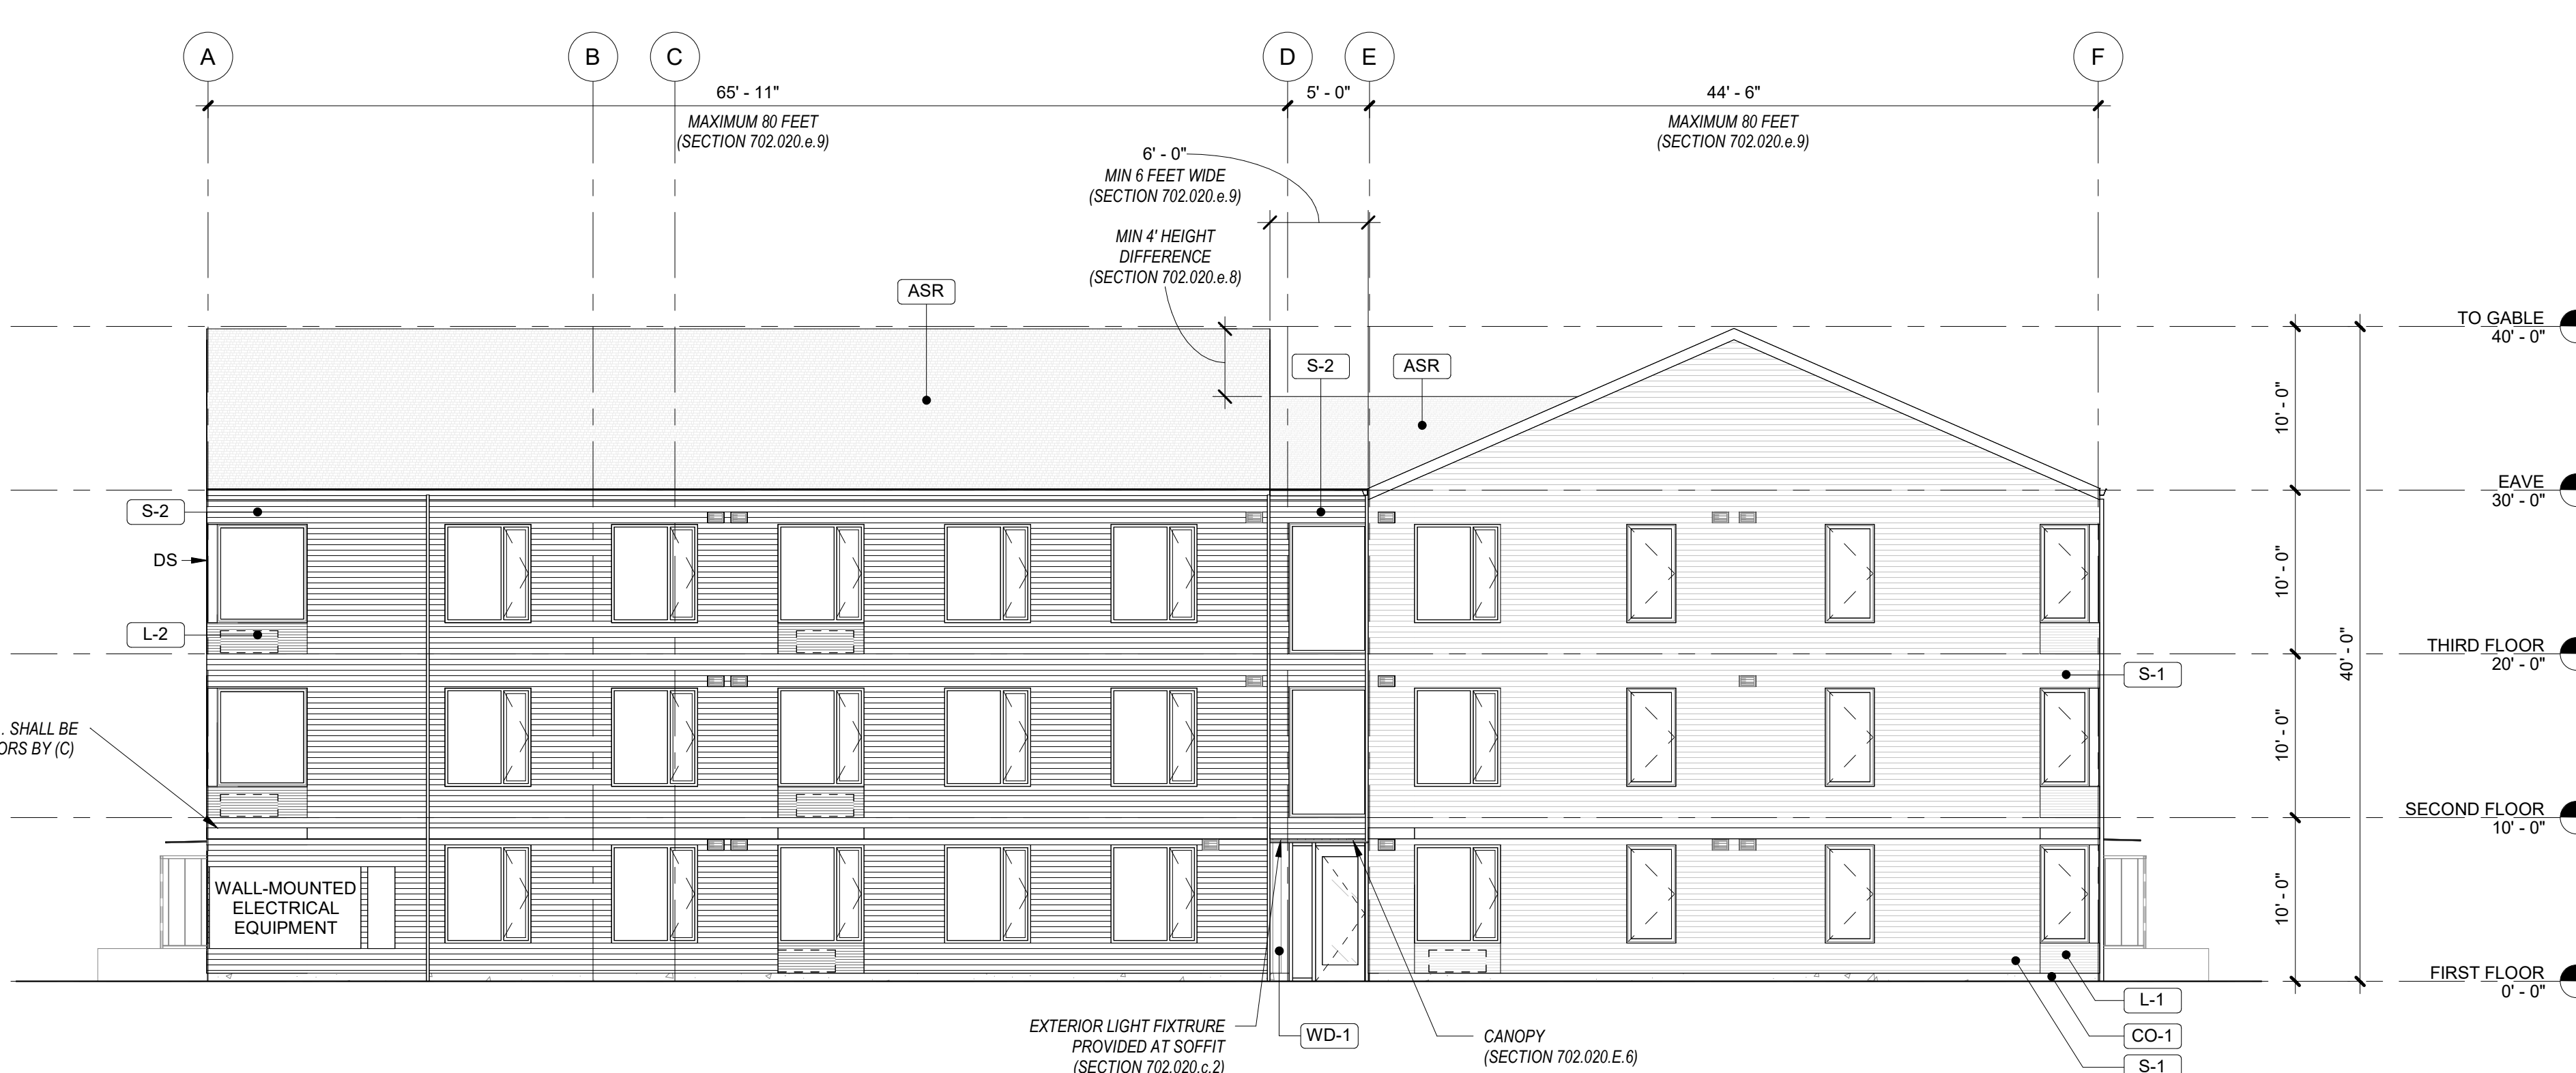 A
B
C
D
E
F
65' - 11"
5' - 0"
44' - 6"
MAXIMUM 80 FEET
(SECTION 702.020.e.9)
MAXIMUM 80 FEET
(SECTION 702.020.e.9)
6' - 0"
MIN 6 FEET WIDE
(SECTION 702.020.e.9)
MIN 4' HEIGHT
DIFFERENCE
(SECTION 702.020.e.8)
ASR
S-2
ASR
TO GABLE
40' - 0"
10' - 0"
EAVE
30' - 0"
S-2
DS
10' - 0"
L-2
THIRD FLOOR
20' - 0"
40' - 0"
S-1
. SHALL BE
ORS BY (C)
10' - 0"
SECOND FLOOR
10' - 0"
WALL-MOUNTED
ELECTRICAL
EQUIPMENT
10' - 0"
FIRST FLOOR
0' - 0"
L-1
EXTERIOR LIGHT FIXTRURE
PROVIDED AT SOFFIT
(SECTION 702.020.c.2)
WD-1
CANOPY
(SECTION 702.020.E.6)
CO-1
S-1